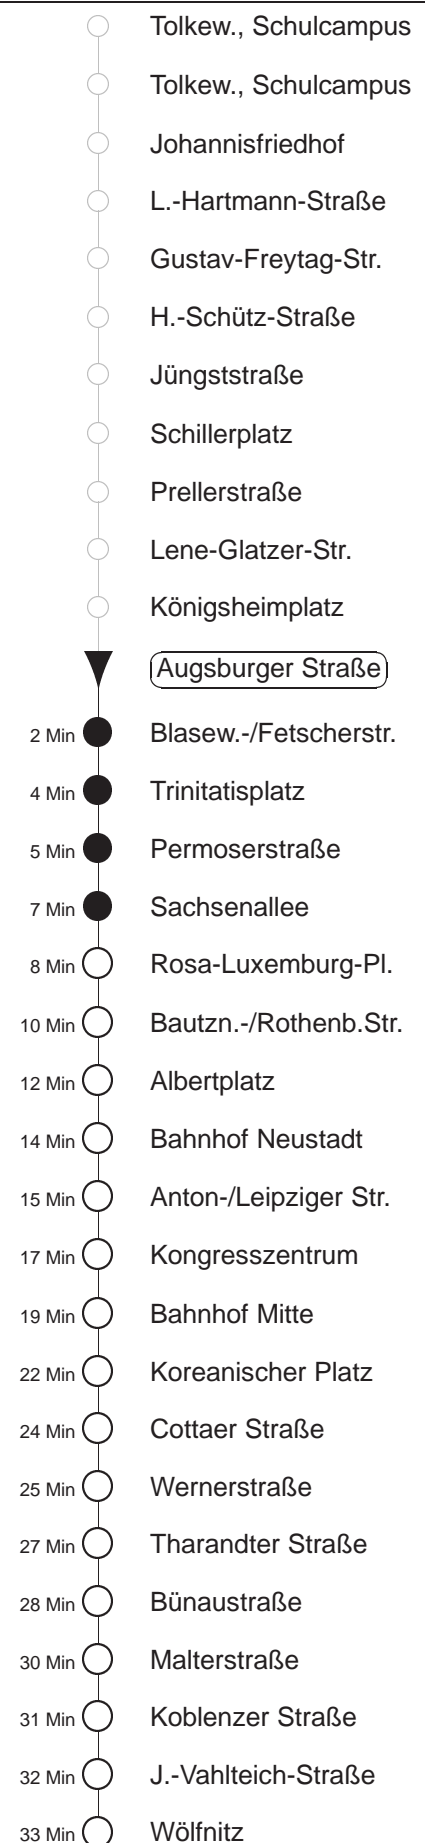 Tolkew., Schulcampus
Tolkew., Schulcampus
Johannisfriedhof
L.-Hartmann-Straße
Gustav-Freytag-Str.
H.-Schütz-Straße
Jüngststraße
Schillerplatz
Prellerstraße
Lene-Glatzer-Str.
Königsheimplatz
Augsburger Straße
2 Min Blasew.-/Fetscherstr.
4 Min Trinitatisplatz
5 Min Permoserstraße
7 Min Sachsenallee
8 Min Rosa-Luxemburg-Pl.
10 Min Bautzn.-/Rothenb.Str.
12 Min Albertplatz
14 Min Bahnhof Neustadt
15 Min Anton-/Leipziger Str.
17 Min Kongresszentrum
19 Min Bahnhof Mitte
22 Min Koreanischer Platz
24 Min Cottaer Straße
25 Min Wernerstraße
27 Min Tharandter Straße
28 Min Bünaustraße
30 Min Malterstraße
31 Min Koblenzer Straße
32 Min J.-Vahlteich-Straße
33 Min Wölfnitz